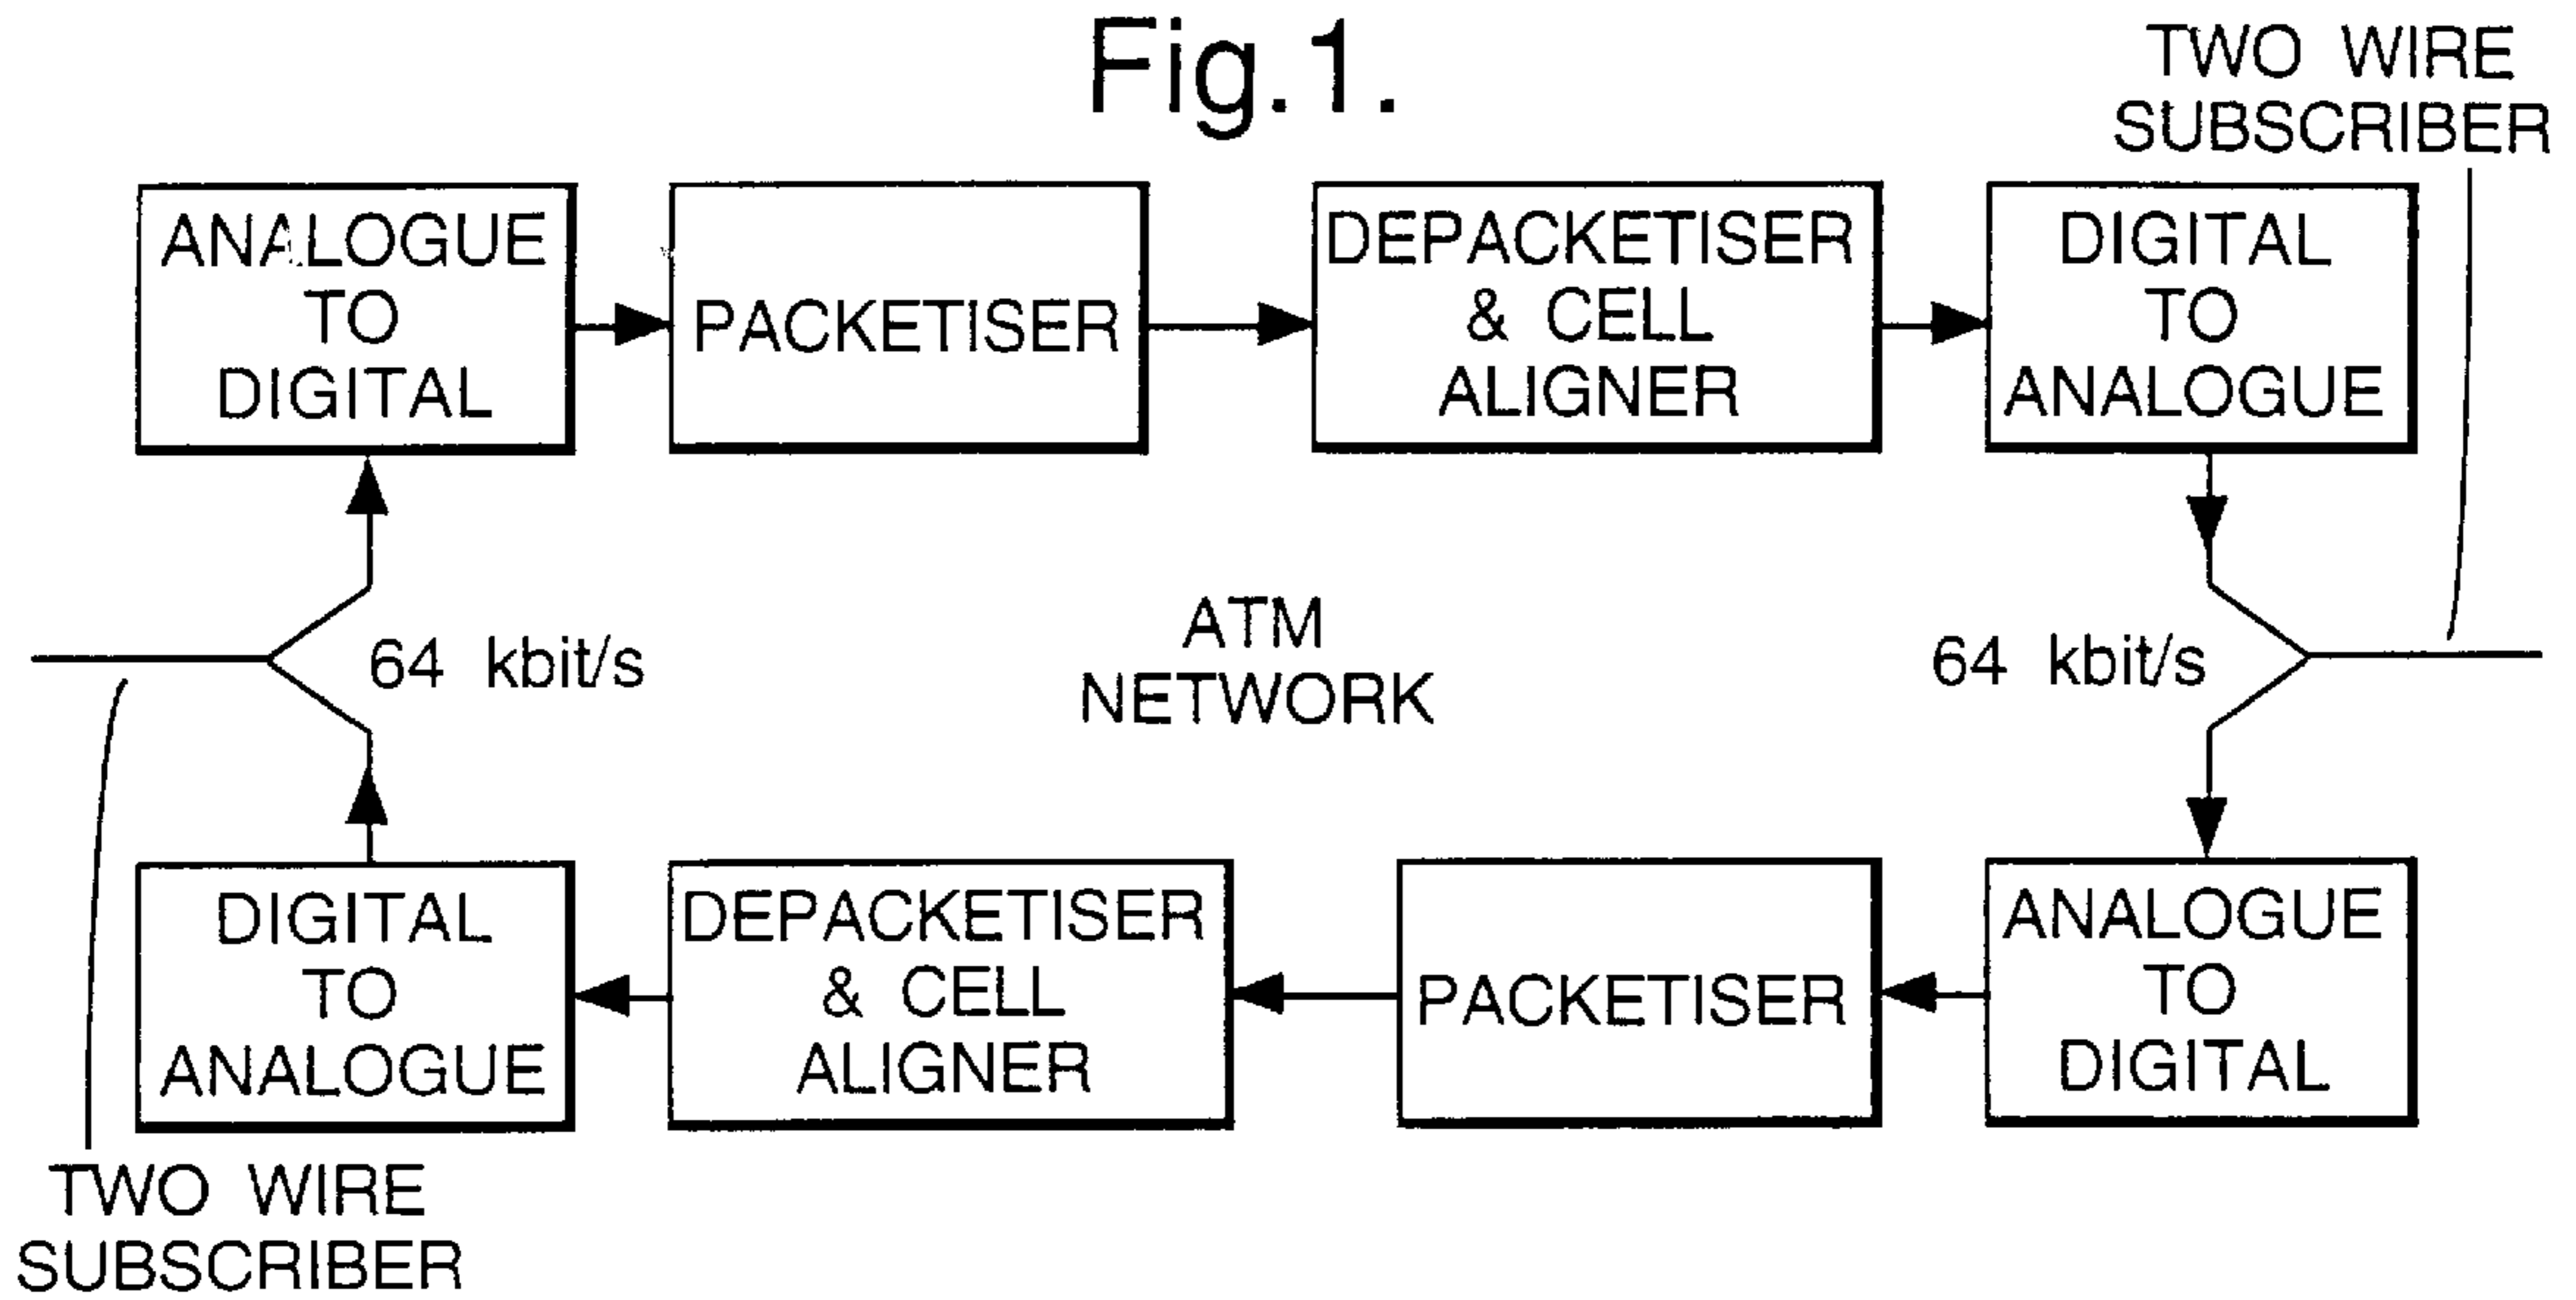 Fig.1.
TWO WIRE
SUBSCRIBER
ANALOGUE
TO
DIGITAL
PACKETISER
DEPACKETISER
& CELL
ALIGNER
DIGITAL
TO
ANALOGUE
64 kbit/s
ATM
NETWORK
64 kbit/s
DIGITAL
TO
ANALOGUE
DEPACKETISER
& CELL
ALIGNER
PACKETISER
ANALOGUE
TO
DIGITAL
TWO WIRE
SUBSCRIBER